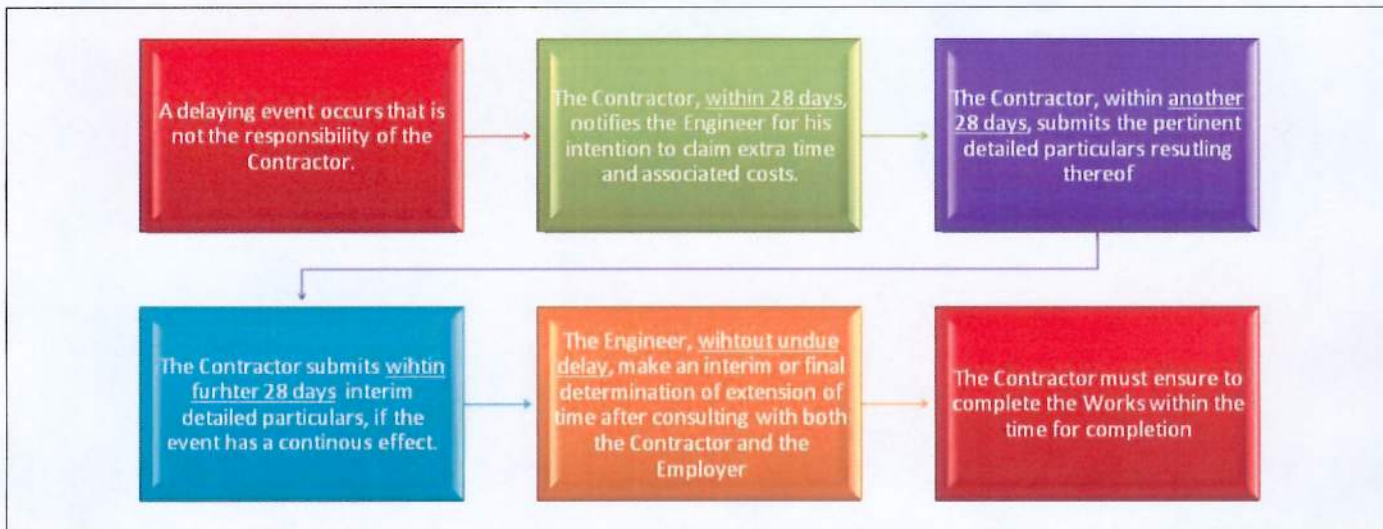 A delaying event occurs that is
not the responsibility of the
Contractor.
The Contractor, within 28 days,
notifies the Engineer for his
intention to claim extra time
and associated costs.
The Contractor, within another
28 days, submits the pertinent
detailed particulars resutling
thereof
The Contractor submits wihtin
furhter 28 days interim
detailed particulars, if the
event has a continous effect.
The Engineer, wihtout undue
delay, make an interim or final
determination of extension of
time after consulting with both
the Contractor and the
Employer
The Contractor must ensure to
complete the Works within the
time for completion